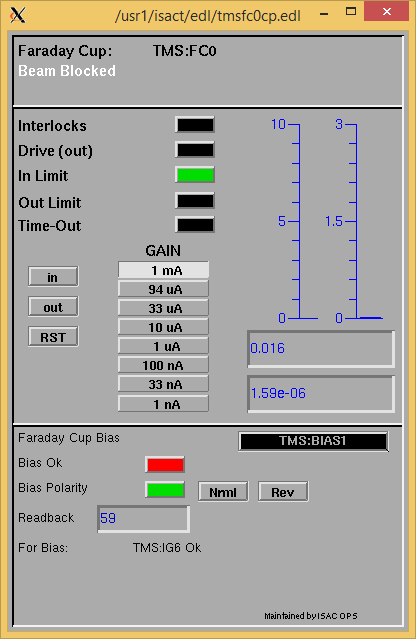 /usr1/isact/edl/tmsfc0cp.edl
Faraday Cup: TMS:FC0
Beam Blocked
Interlocks
Drive (out)
In Limit
Out Limit
Time-Out
10 3
5 1.5
0 0
GAIN
1 mA
94 uA
33 uA
10 uA
1 uA
100 nA
33 nA
1 nA
in
out
RST
0.016
1.59e-06
Faraday Cup Bias TMS:BIAS1
Bias Ok
Bias Polarity Nrml Rev
Readback 59
For Bias: TMS:IG6 Ok
Maintained by ISAC OPS